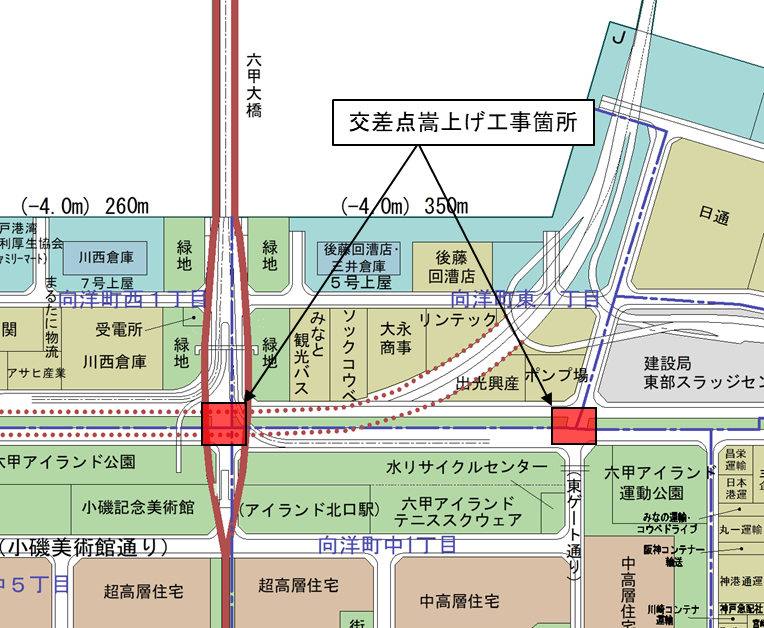 六甲大橋
J
交差点嵩上げ工事箇所
(-4.0m) 260m
(-4.0m) 350m
日通
戸港湾
利厚生協会
ァミリーマート)
川西倉庫
7号上屋
緑地
緑地
後藤回漕店・
三井倉庫
5号上屋
後藤
回漕店
向洋町西1丁目
向洋町東1丁目
関
まるたに物流
受電所
川西倉庫
アサヒ産業
緑地
緑地
みなと
観光バス
ソックコウベ
大永
商事
リンテック
出光興産
ポンプ場
建設局
東部スラッジセン
六甲アイランド公園
小磯記念美術館
水リサイクルセンター
(アイランド北口駅)
六甲アイランド
テニススクウェア
(東ゲート通り)
六甲アイランド
運動公園
昌栄
運輸
日本
港運
みなの運輸・
コウベドライブ
丸一運輸
阪神コンテナー
輸送
神港通運
川崎コンテナ
運輸
神戸急配社
(小磯美術館通り)
向洋町中1丁目
中5丁目
超高層住宅
超高層住宅
中高層住宅
中高層住
街